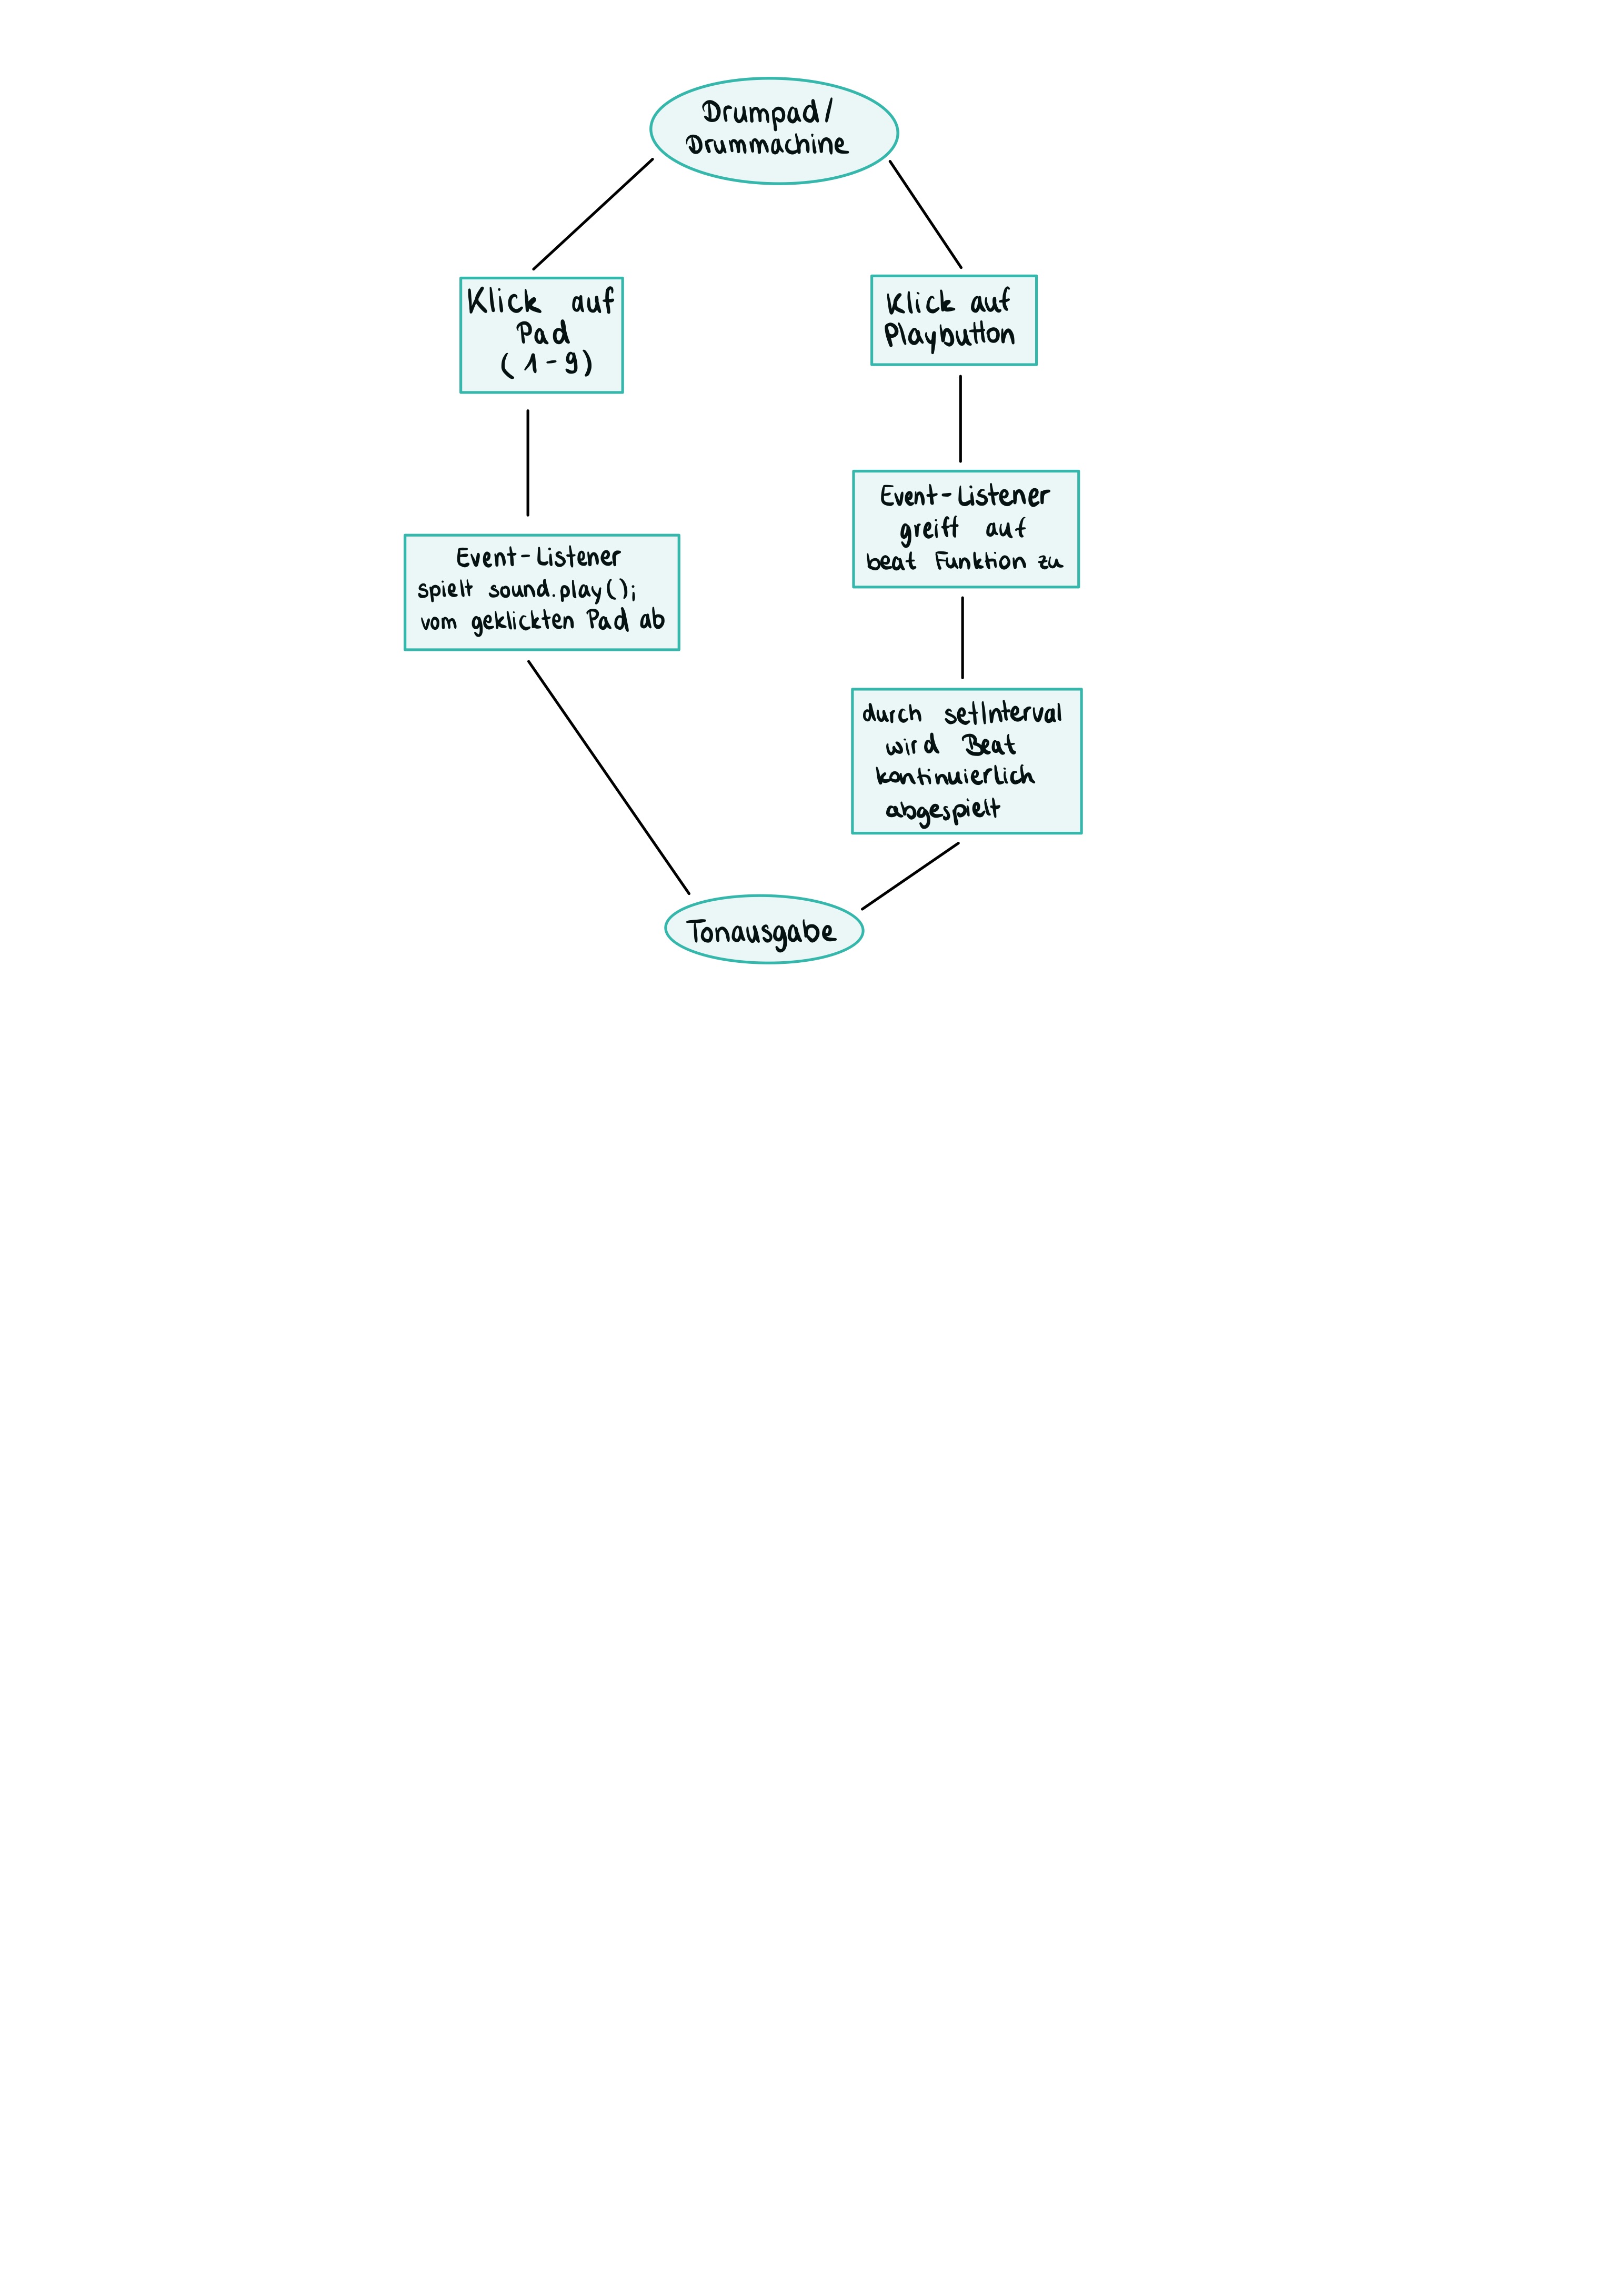 Drumpad/
Drummachine
Klick auf
Pad
(1-9)
Klick auf
Playbutton
Event-Listener
greift auf
beat Funktion zu
Event-Listener
spielt sound.play();
vom geklickten Pad ab
durch setInterval
wird Beat
kontinuierlich
abgespielt
Tonausgabe